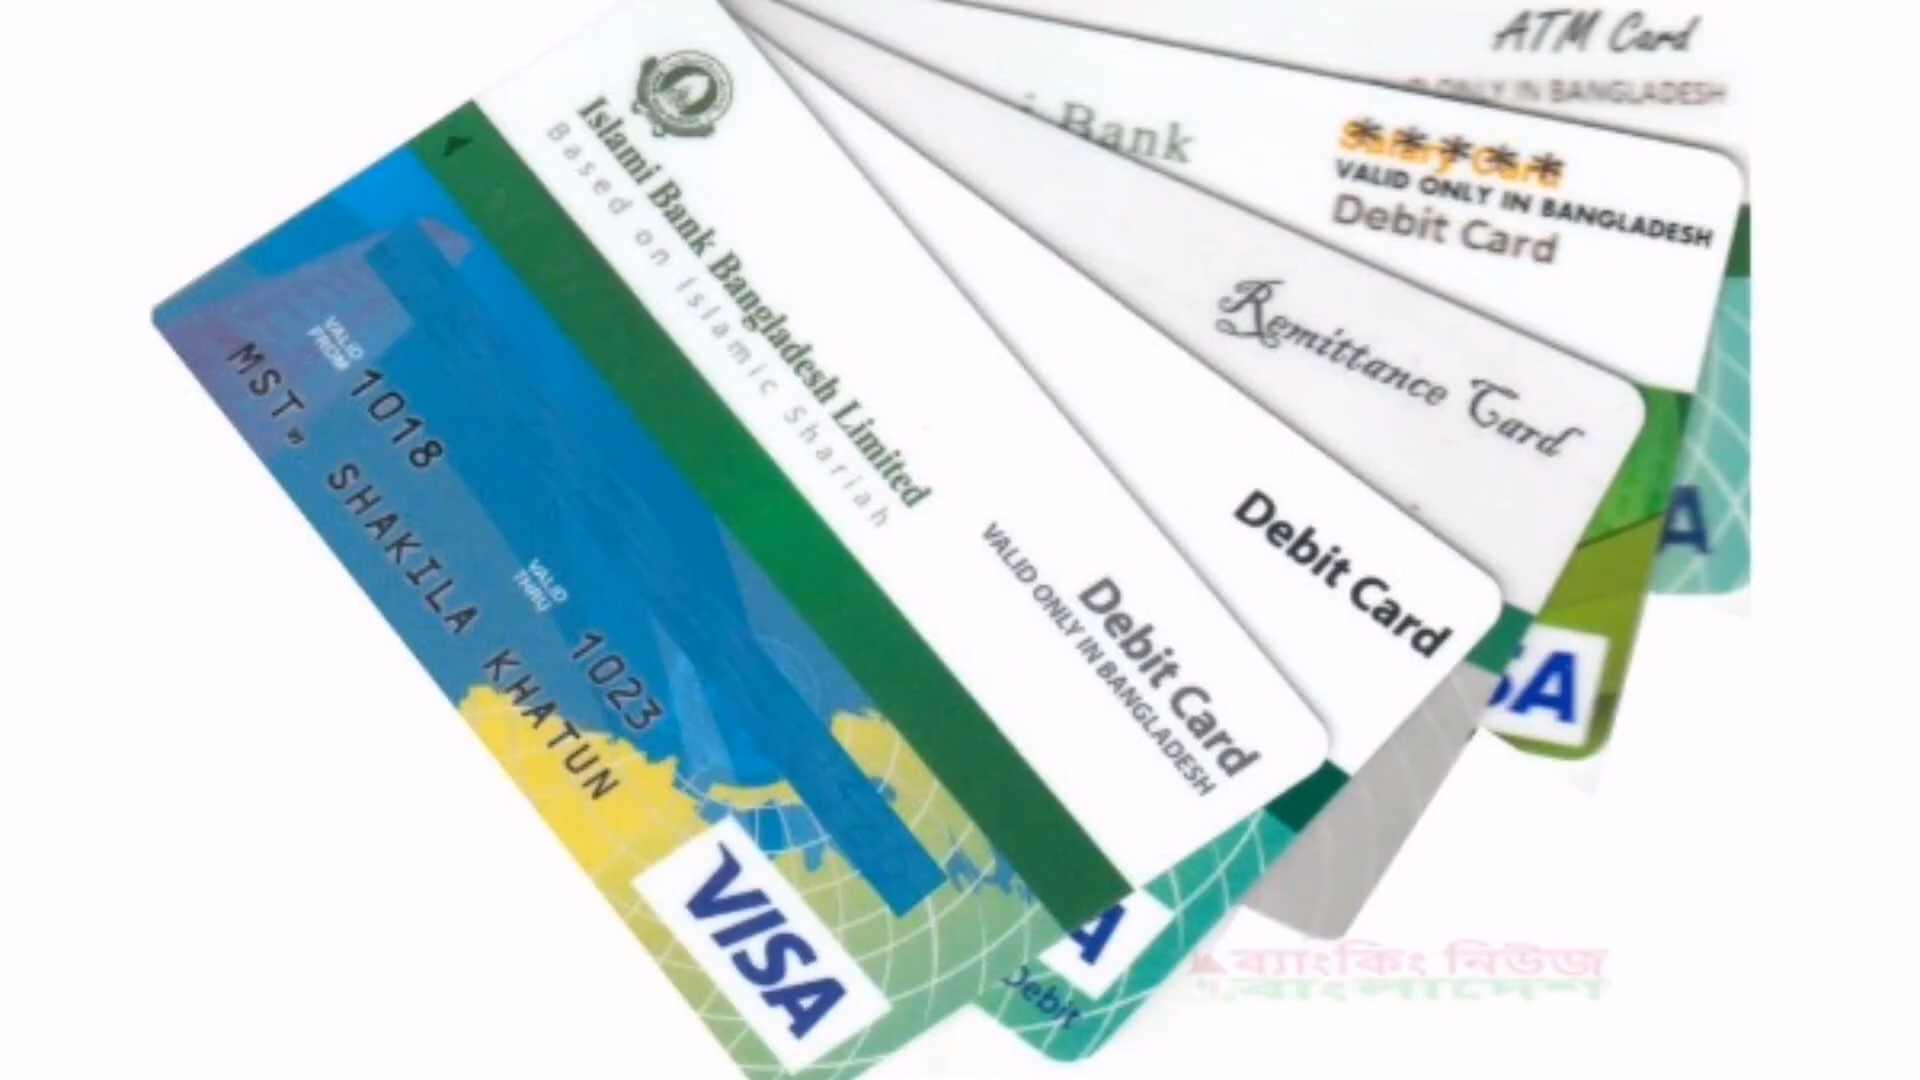 ATM Card
ONLY IN BANGLADESH
Bank
Salary Card
VALID ONLY IN BANGLADESH
Debit Card
Remittance Card
Debit Card
Islami Bank Bangladesh Limited
Based on Islamic Shariah
Debit Card
VALID ONLY IN BANGLADESH
VALID FROM
1018
VALID THRU
1023
MST. SHAKILA KHATUN
VISA
Debit
ব্যাংকিং নিউজ
বাংলাদেশ